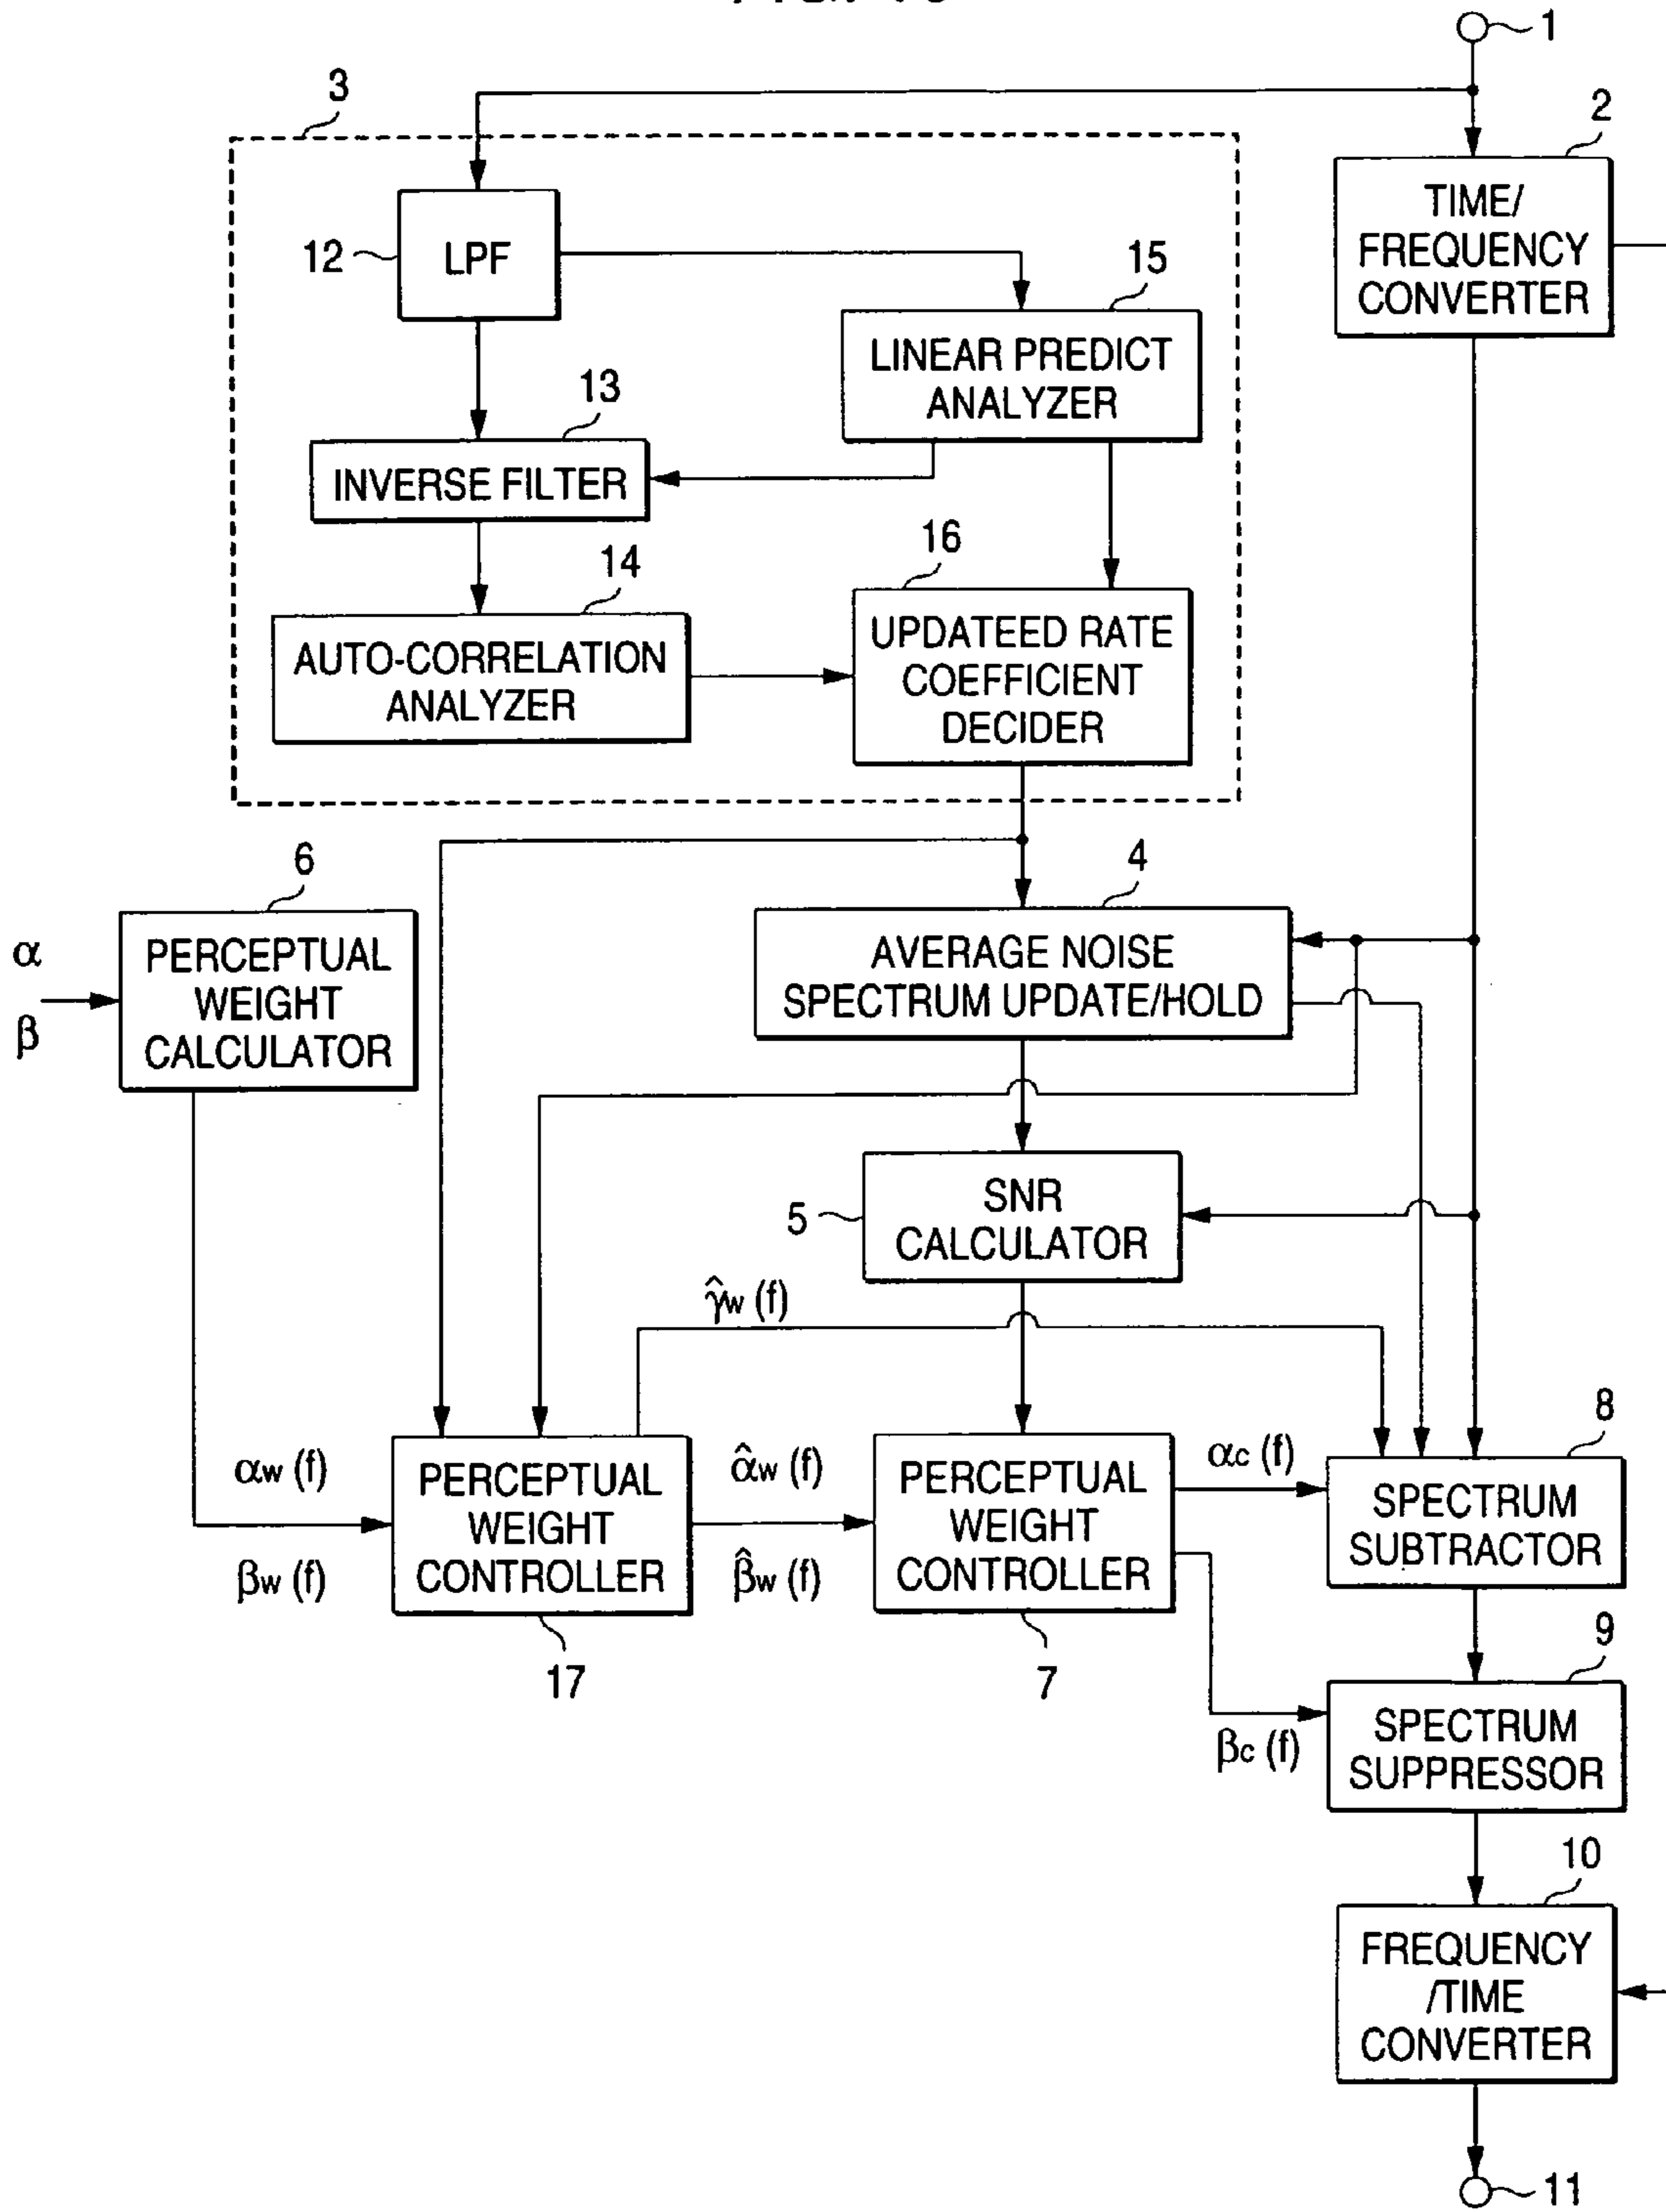 1
3
2
TIME/
FREQUENCY
CONVERTER
12
LPF
15
LINEAR PREDICT
ANALYZER
13
INVERSE FILTER
14
16
AUTO-CORRELATION
ANALYZER
UPDATEED RATE
COEFFICIENT
DECIDER
6
4
α
β
PERCEPTUAL
WEIGHT
CALCULATOR
AVERAGE NOISE
SPECTRUM UPDATE/HOLD
5
SNR
CALCULATOR
γ̂w (f)
8
αw (f)
βw (f)
PERCEPTUAL
WEIGHT
CONTROLLER
17
α̂w (f)
β̂w (f)
PERCEPTUAL
WEIGHT
CONTROLLER
7
αc (f)
SPECTRUM
SUBTRACTOR
9
βc (f)
SPECTRUM
SUPPRESSOR
10
FREQUENCY
/TIME
CONVERTER
11